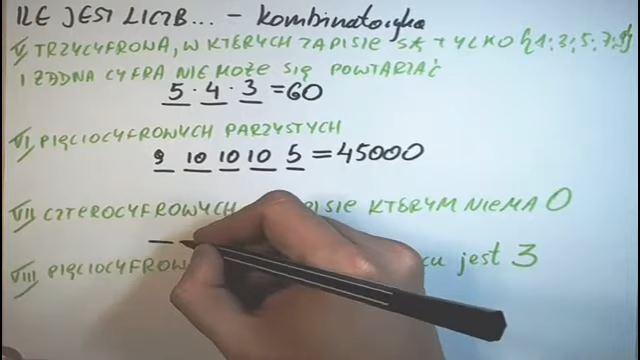 ILE JEST LICZB... - kombinatoryka
V TRZYCYFROWA, W KTÓRYCH ZAPISIE SĄ TYLKO {1;3;5;7;9}
I ŻADNA CYFRA NIE MOŻE SIĘ POWTARZAĆ
5 · 4 · 3 = 60
VI PIĘCIOCYFROWYCH PARZYSTYCH
9 10 10 10 5 = 45000
VII CZTEROCYFROWYCH KTÓRYM NIEMA 0
VIII PIĘCIOCYFROW jest 3